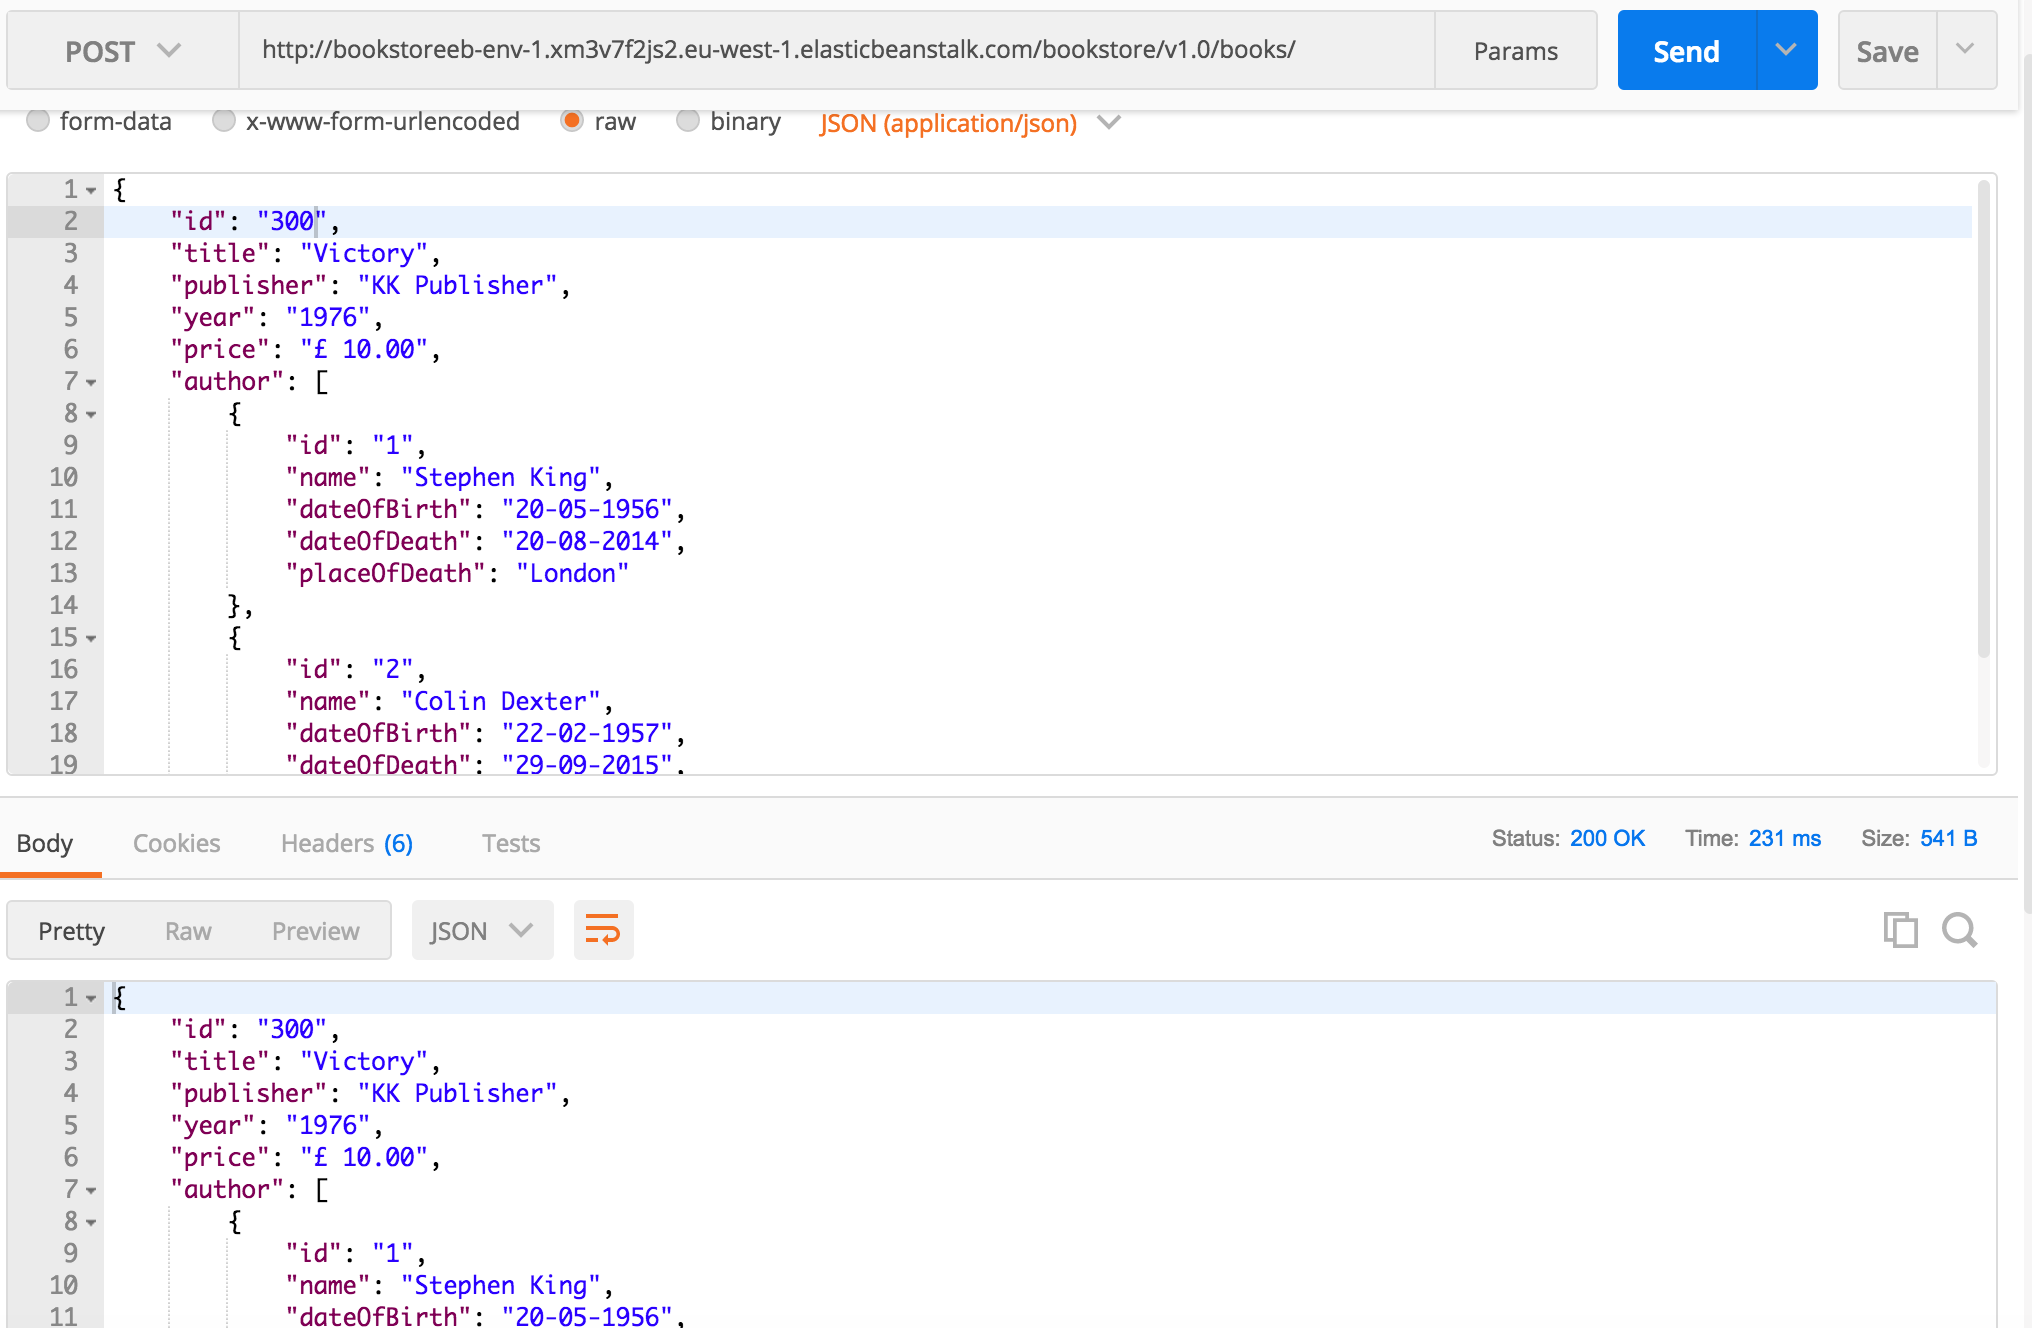 POST http://bookstoreeb-env-1.xm3v7f2js2.eu-west-1.elasticbeanstalk.com/bookstore/v1.0/books/ Params Send Save
form-data x-www-form-urlencoded raw binary JSON (application/json)
1 {
2 "id": "300",
3 "title": "Victory",
4 "publisher": "KK Publisher",
5 "year": "1976",
6 "price": "£ 10.00",
7 "author": [
8 {
9 "id": "1",
10 "name": "Stephen King",
11 "dateOfBirth": "20-05-1956",
12 "dateOfDeath": "20-08-2014",
13 "placeOfDeath": "London"
14 },
15 {
16 "id": "2",
17 "name": "Colin Dexter",
18 "dateOfBirth": "22-02-1957",
19 "dateOfDeath": "29-09-2015",
Body Cookies Headers (6) Tests Status: 200 OK Time: 231 ms Size: 541 B
Pretty Raw Preview JSON
1 {
2 "id": "300",
3 "title": "Victory",
4 "publisher": "KK Publisher",
5 "year": "1976",
6 "price": "£ 10.00",
7 "author": [
8 {
9 "id": "1",
10 "name": "Stephen King",
11 "dateOfBirth": "20-05-1956",